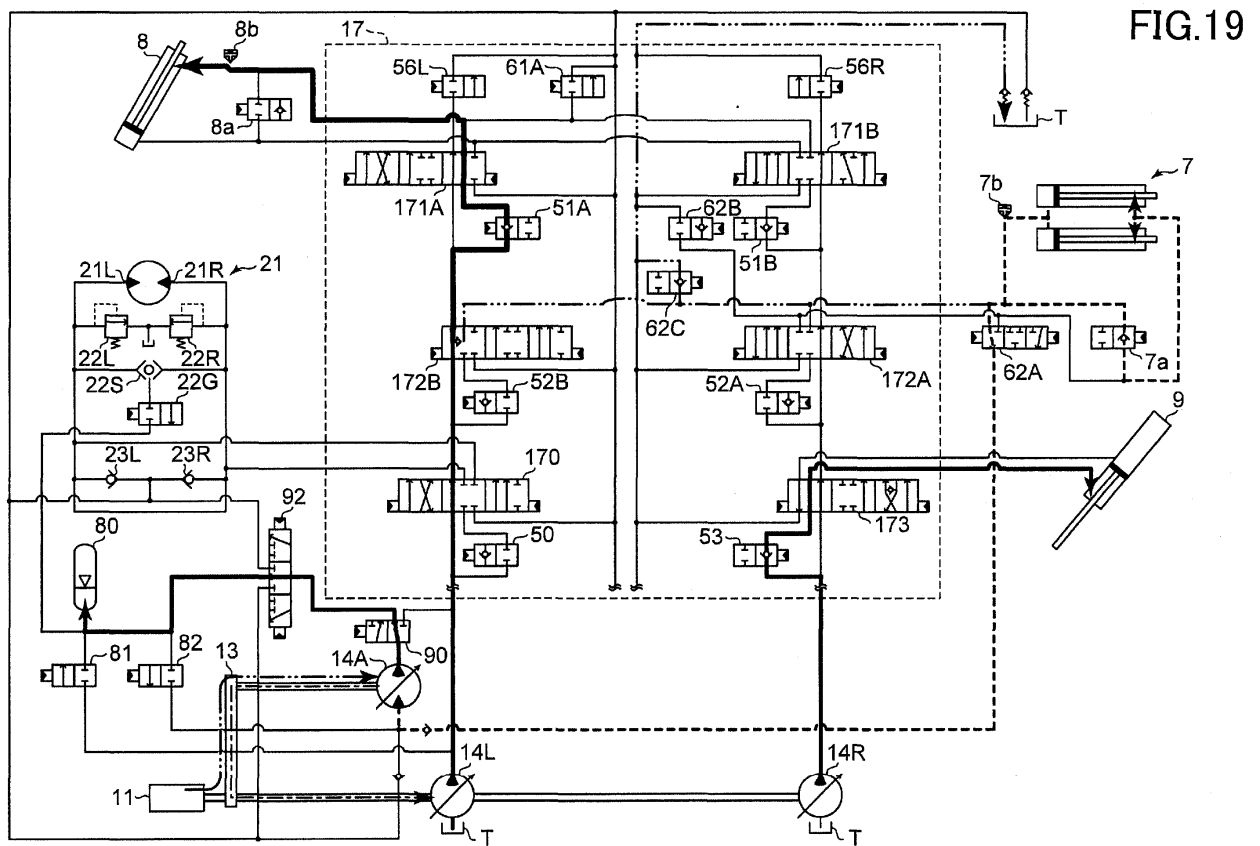 FIG.19
8
8b
17
56L
61A
56R
8a
T
171B
7
171A
51A
62B
51B
7b
21L
21R
21
62C
22L
22R
22S
22G
172B
52B
52A
172A
62A
7a
9
23L
23R
170
92
80
50
53
173
81
82
13
14A
90
14L
14R
11
T
T